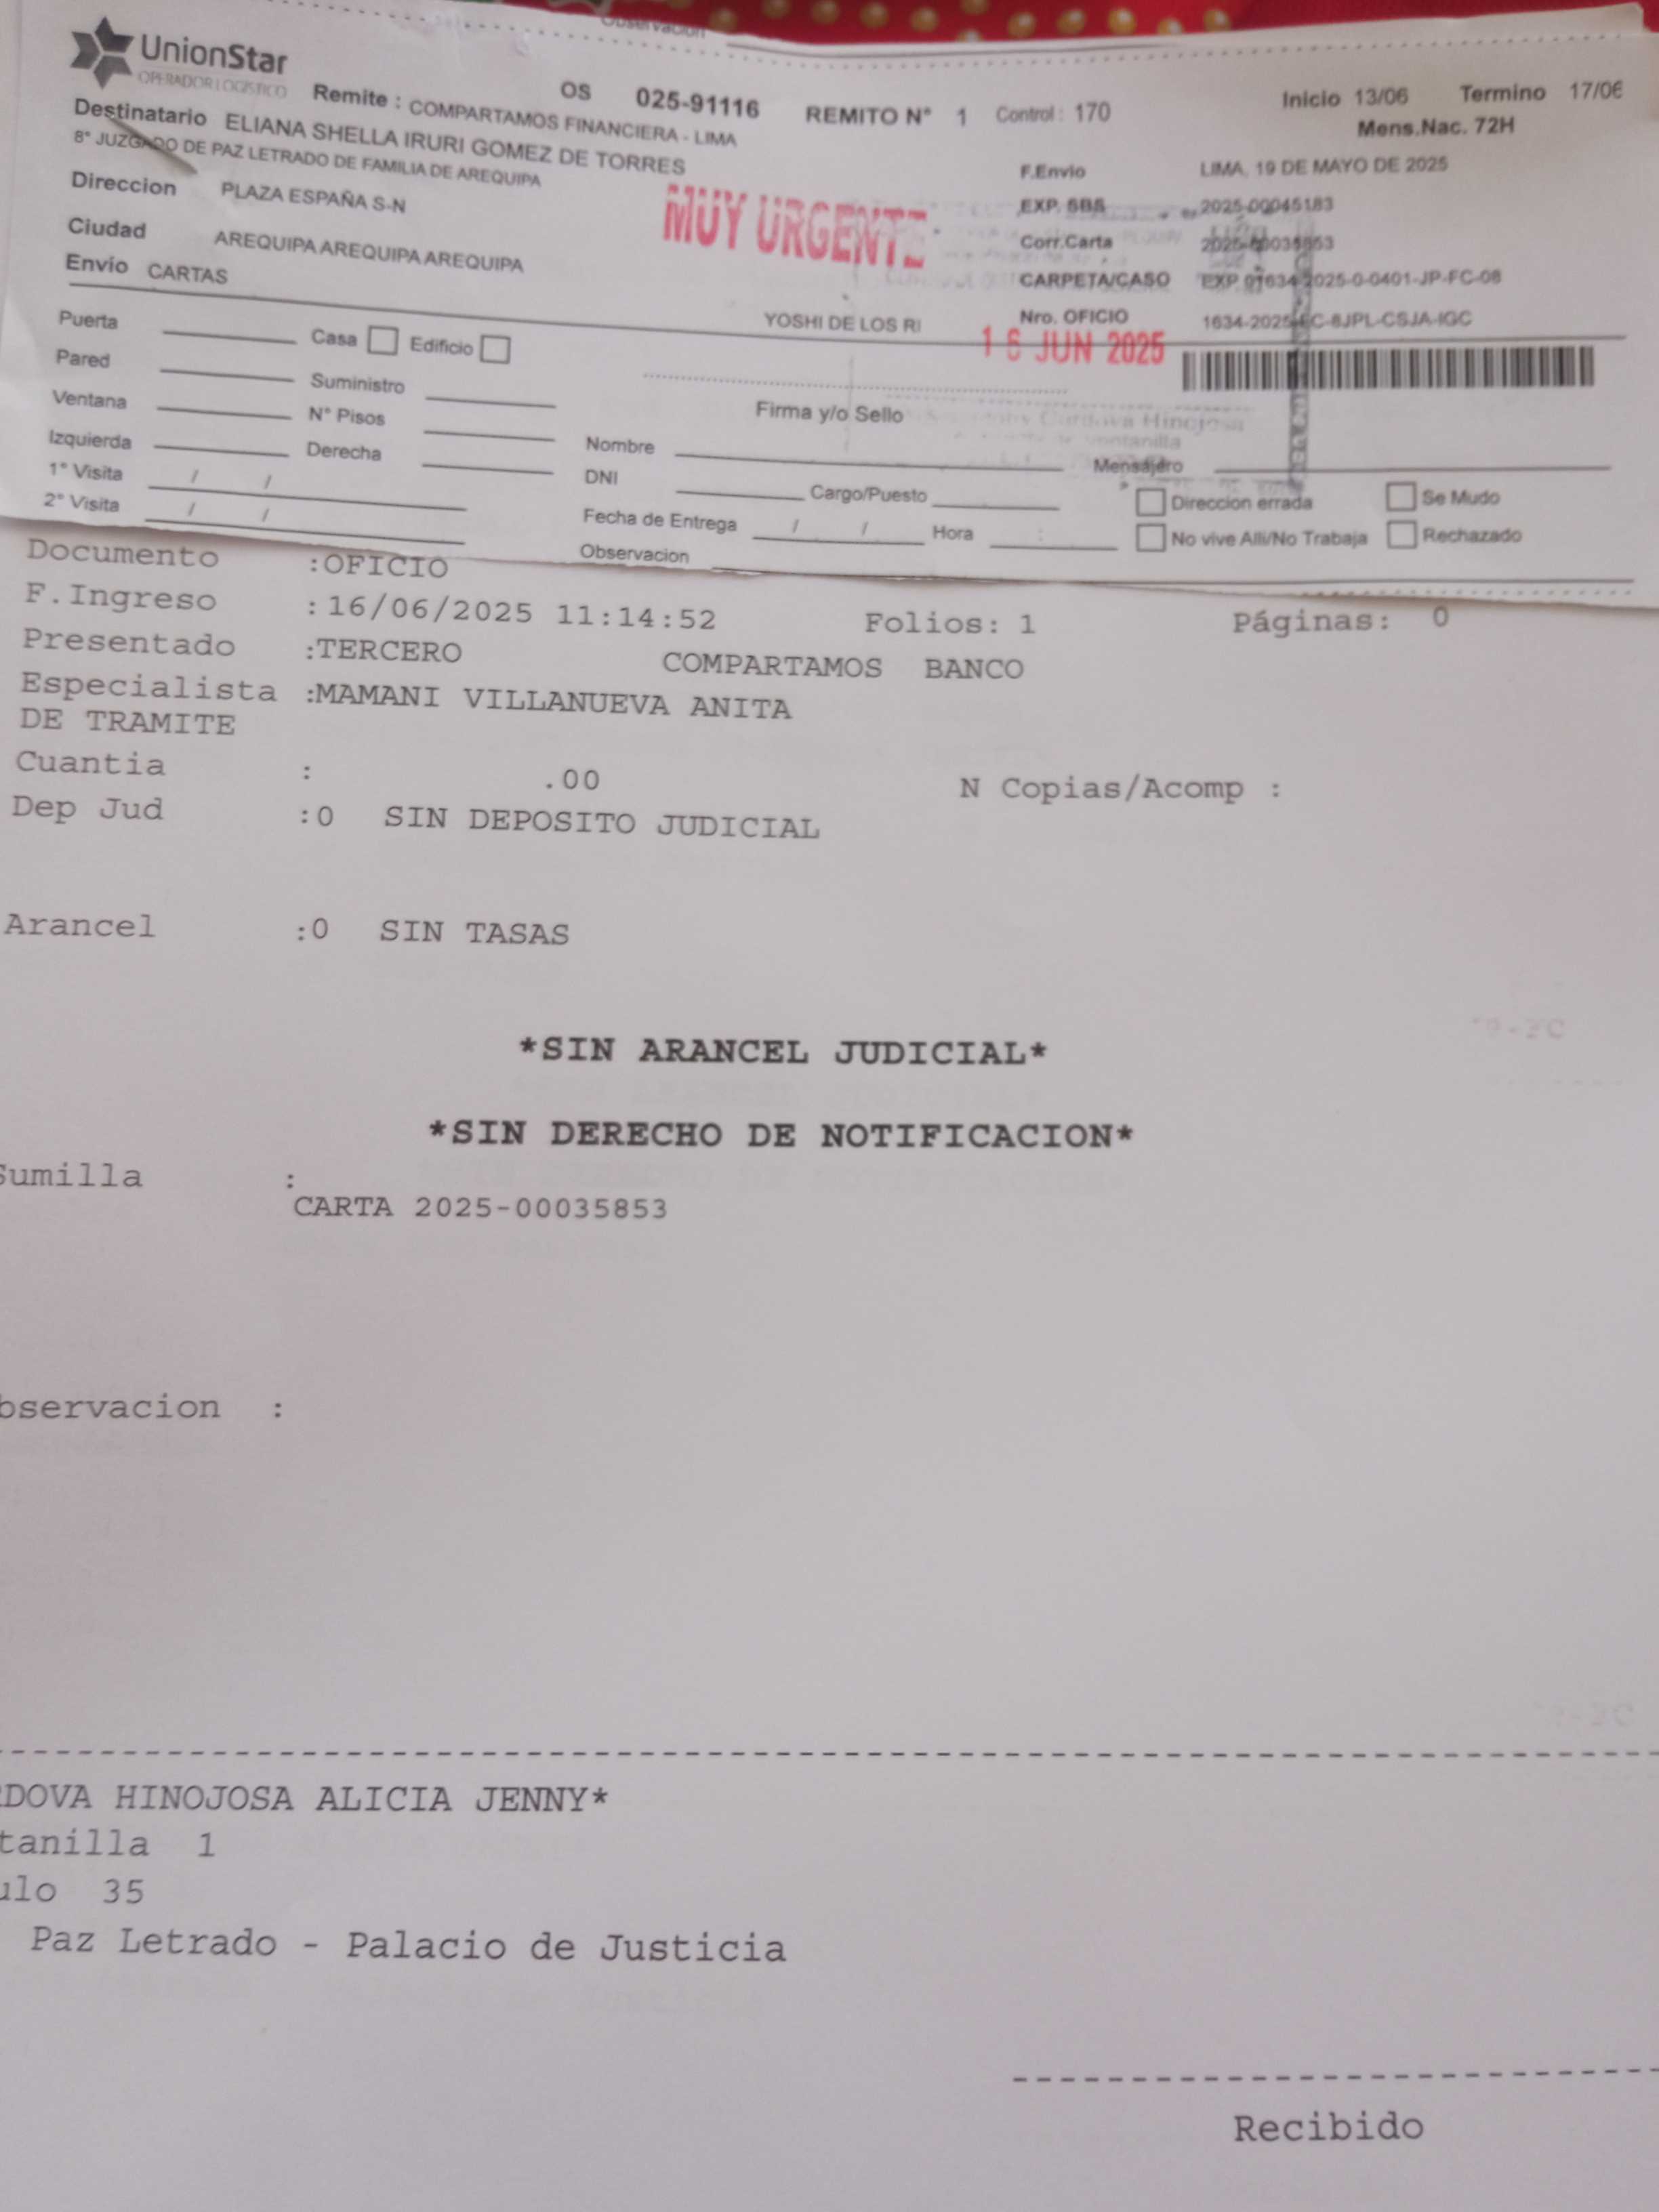 Observacion
UnionStar
OPERADOR LOGISTICO
OS 025-91116 REMITO N° 1 Control : 170
Inicio 13/06 Termino 17/06
Mens.Nac. 72H
Remite : COMPARTAMOS FINANCIERA - LIMA
Destinatario ELIANA SHELLA IRURI GOMEZ DE TORRES
8° JUZGADO DE PAZ LETRADO DE FAMILIA DE AREQUIPA
Direccion PLAZA ESPAÑA S-N
Ciudad AREQUIPA AREQUIPA AREQUIPA
Envio CARTAS
MUY URGENTE
F.Envio LIMA, 19 DE MAYO DE 2025
EXP. SBS 2025-00045183
Corr.Carta 2025-00035853
CARPETA/CASO EXP 01634-2025-0-0401-JP-FC-08
Nro. OFICIO 1634-2025-FC-8JPL-CSJA-IGC
YOSHI DE LOS RI
16 JUN 2025
Puerta Casa Edificio
Pared Suministro
Ventana N° Pisos
Izquierda Derecha
1° Visita / /
2° Visita / /
Firma y/o Sello
Cordova Hinojosa
ventanilla
Nombre Mensajero
DNI Cargo/Puesto
Fecha de Entrega / / Hora :
Observacion
Direccion errada Se Mudo
No vive Alli/No Trabaja Rechazado
Documento :OFICIO
F.Ingreso :16/06/2025 11:14:52 Folios: 1 Páginas: 0
Presentado :TERCERO COMPARTAMOS BANCO
Especialista :MAMANI VILLANUEVA ANITA
DE TRAMITE
Cuantia : .00 N Copias/Acomp :
Dep Jud :0 SIN DEPOSITO JUDICIAL
Arancel :0 SIN TASAS
*SIN ARANCEL JUDICIAL*
*SIN DERECHO DE NOTIFICACION*
Sumilla :
CARTA 2025-00035853
bservacion :
RDOVA HINOJOSA ALICIA JENNY*
tanilla 1
ulo 35
Paz Letrado - Palacio de Justicia
Recibido